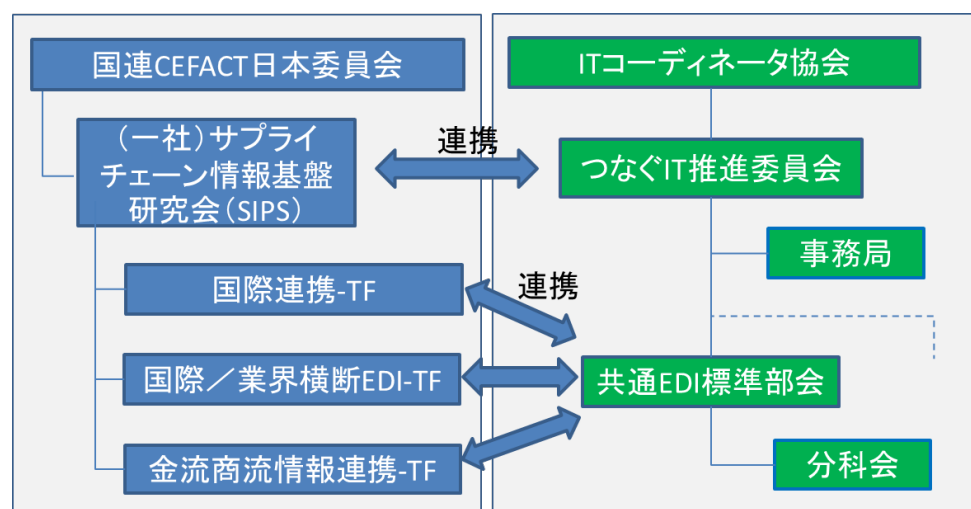 国連CEFACT日本委員会
（一社）サプライ
チェーン情報基盤
研究会（SIPS）
国際連携-TF
国際／業界横断EDI-TF
金流商流情報連携-TF
連携
連携
ITコーディネータ協会
つなぐIT推進委員会
事務局
共通EDI標準部会
分科会